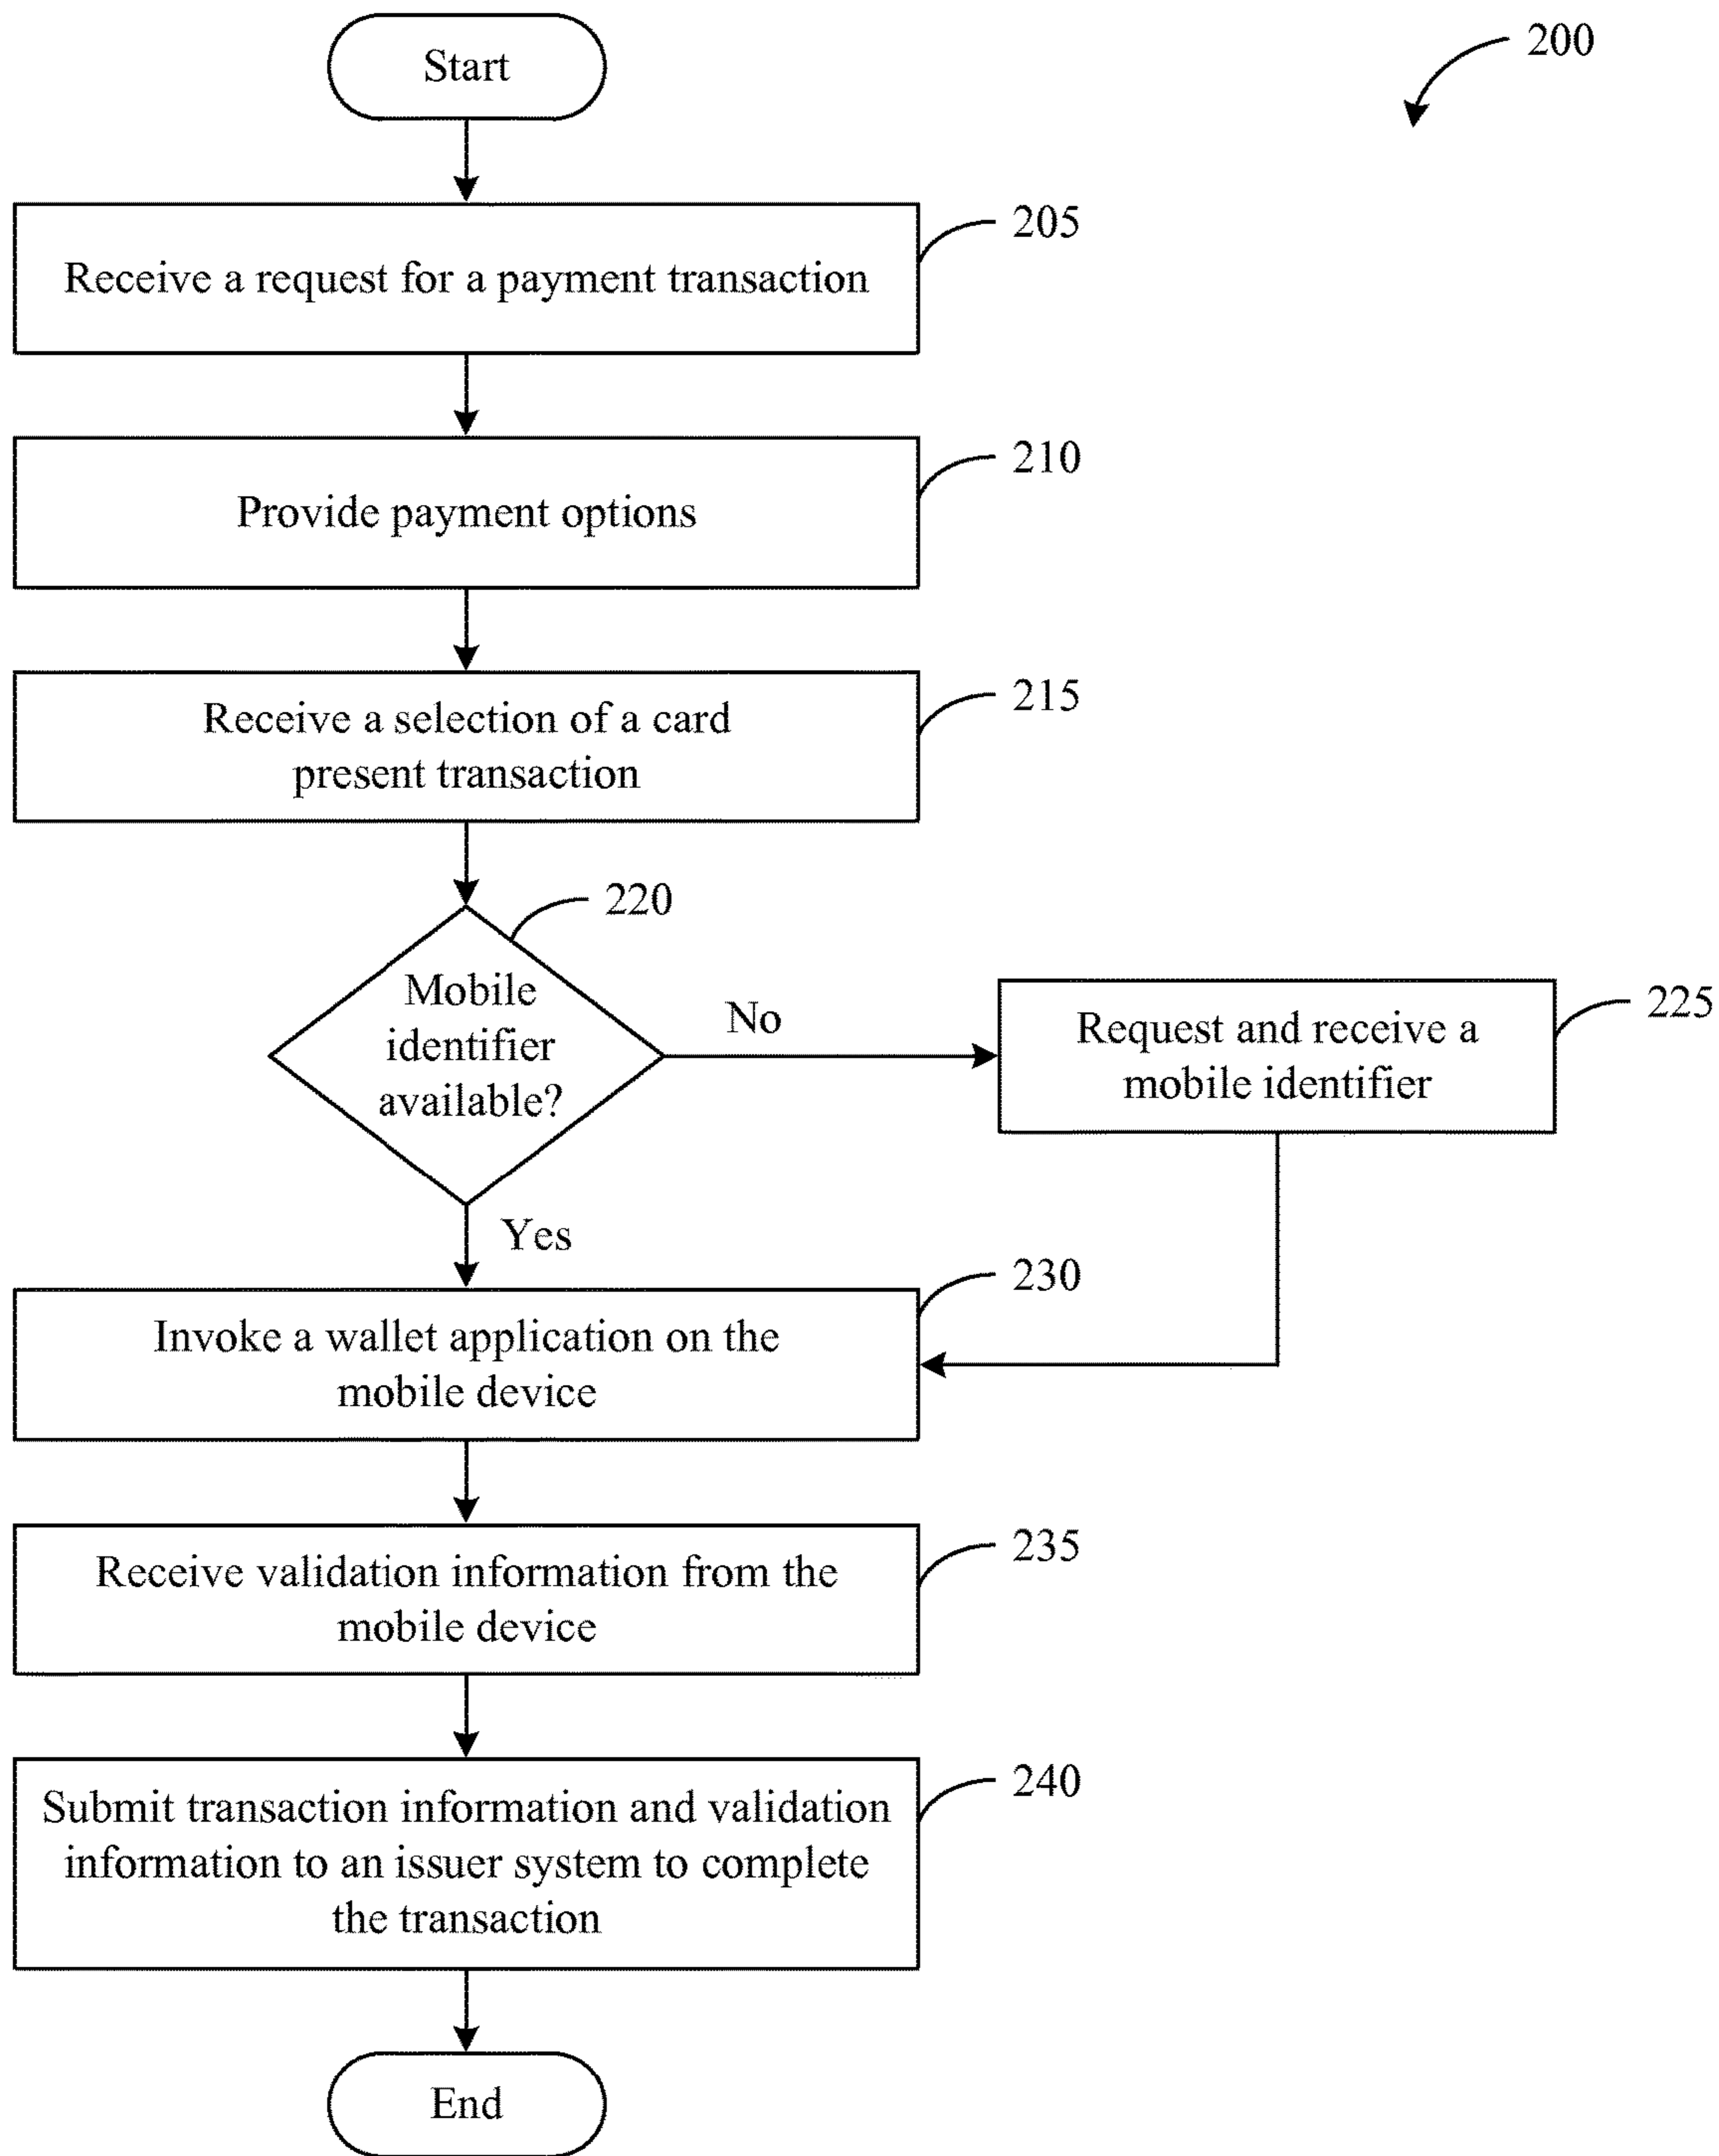 Start
200
205
Receive a request for a payment transaction
210
Provide payment options
215
Receive a selection of a card
present transaction
220
Mobile
identifier
available?
No
225
Request and receive a
mobile identifier
Yes
230
Invoke a wallet application on the
mobile device
235
Receive validation information from the
mobile device
240
Submit transaction information and validation
information to an issuer system to complete
the transaction
End